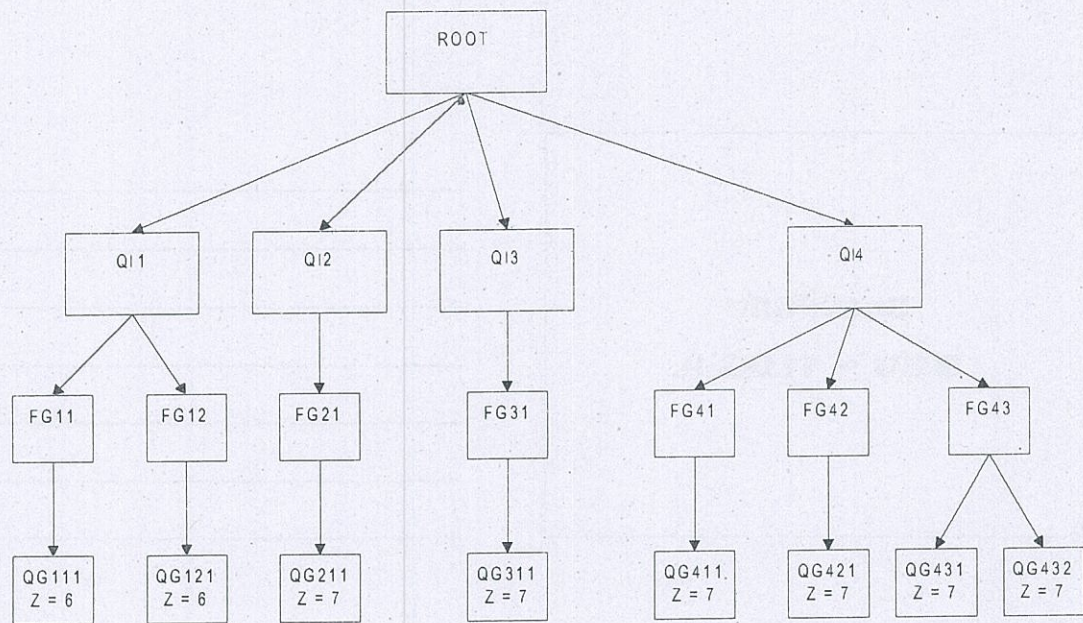 ROOT
QI1
QI2
QI3
QI4
FG11
FG12
FG21
FG31
FG41
FG42
FG43
QG111
Z = 6
QG121
Z = 6
QG211
Z = 7
QG311
Z = 7
QG411
Z = 7
QG421
Z = 7
QG431
Z = 7
QG432
Z = 7